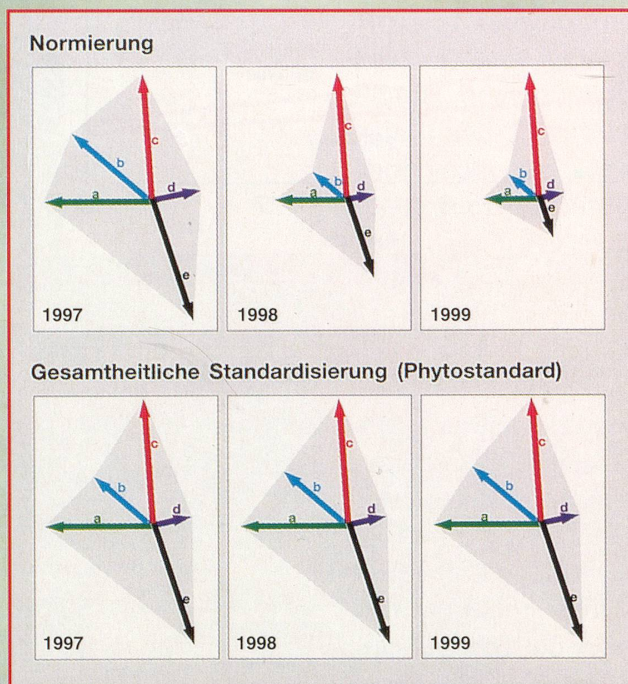 Normierung
c
b
a
d
e
1997
c
b
a
d
e
1998
c
b
a
d
e
1999
Gesamtheitliche Standardisierung (Phytostandard)
c
b
d
a
e
1997
c
b
d
a
e
1998
c
b
d
a
e
1999